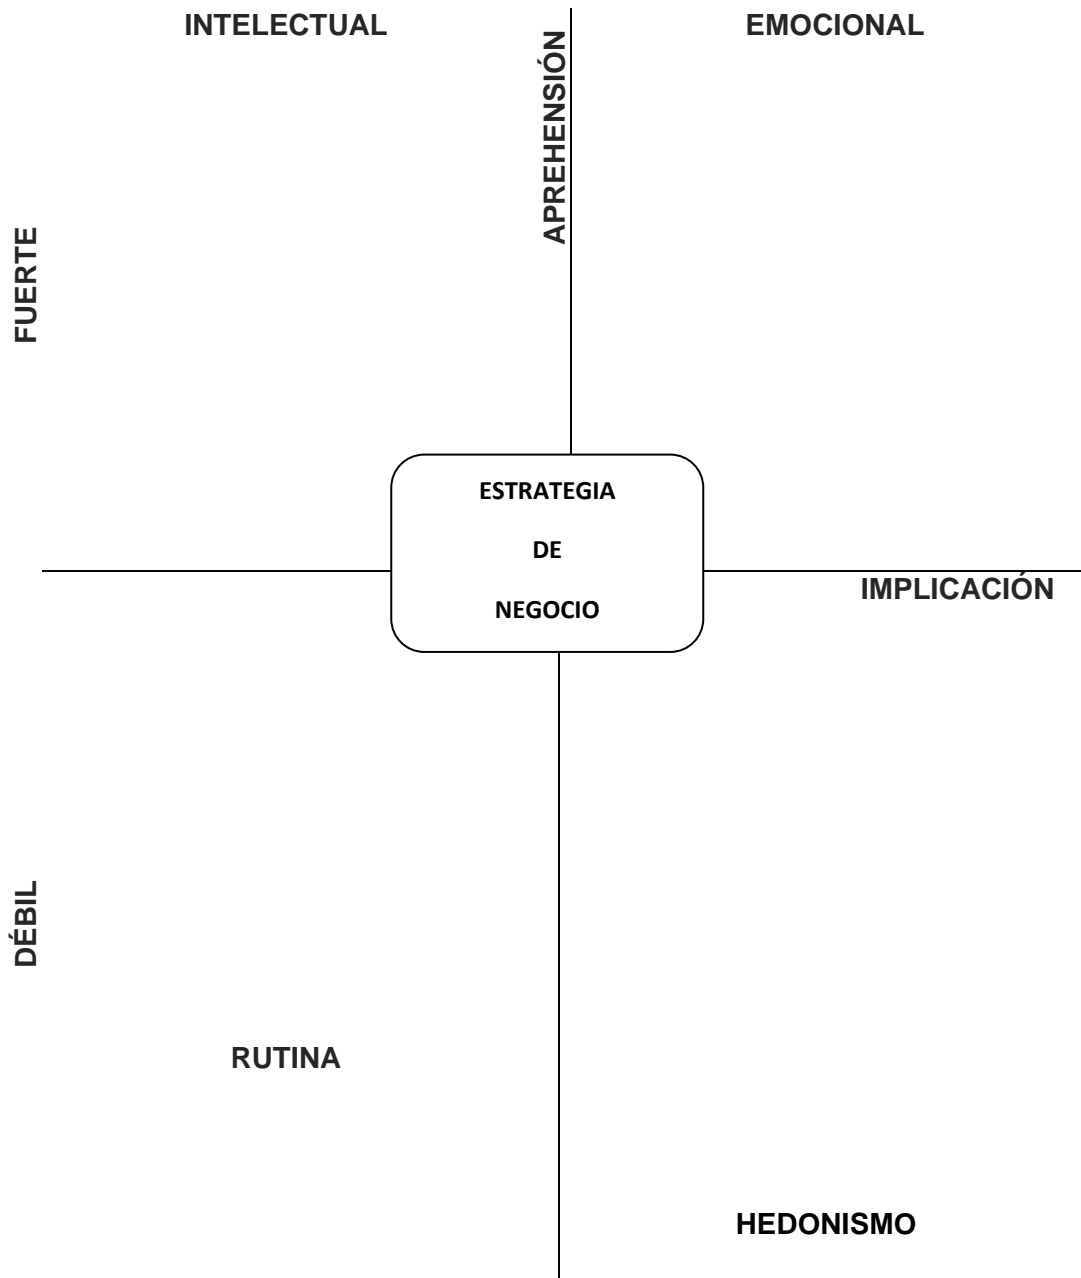 INTELECTUAL
EMOCIONAL
APREHENSIÓN
FUERTE
ESTRATEGIA
DE
NEGOCIO
IMPLICACIÓN
DÉBIL
RUTINA
HEDONISMO